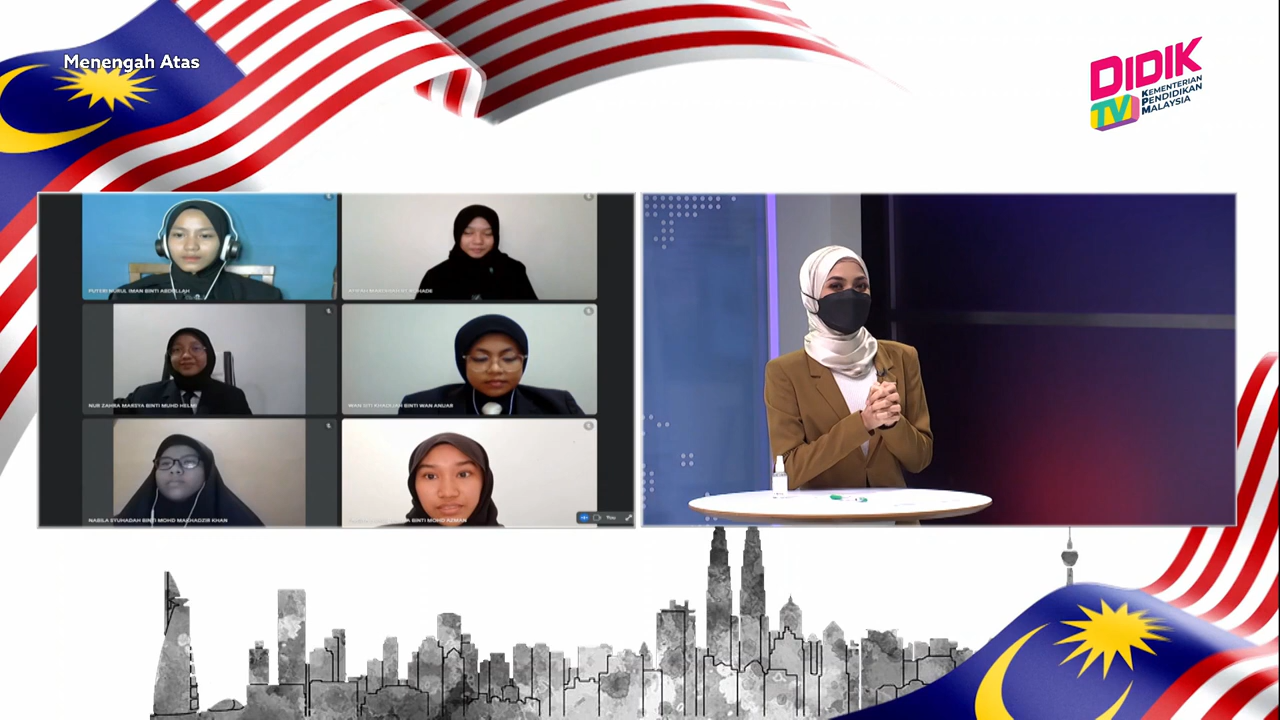 Menengah Atas
DIDIK
TV
KEMENTERIAN
PENDIDIKAN
MALAYSIA
PUTERI NURUL IMAN BINTI ABDULLAH
NUR ZAHRA MARSYA BINTI MUHD HELMI
WAN SITI KHADIJAH BINTI WAN ANUAR
NABILA SYUHADAH BINTI MOHD MAKHADZIR KHAN
BINTI MOHD AZMAN